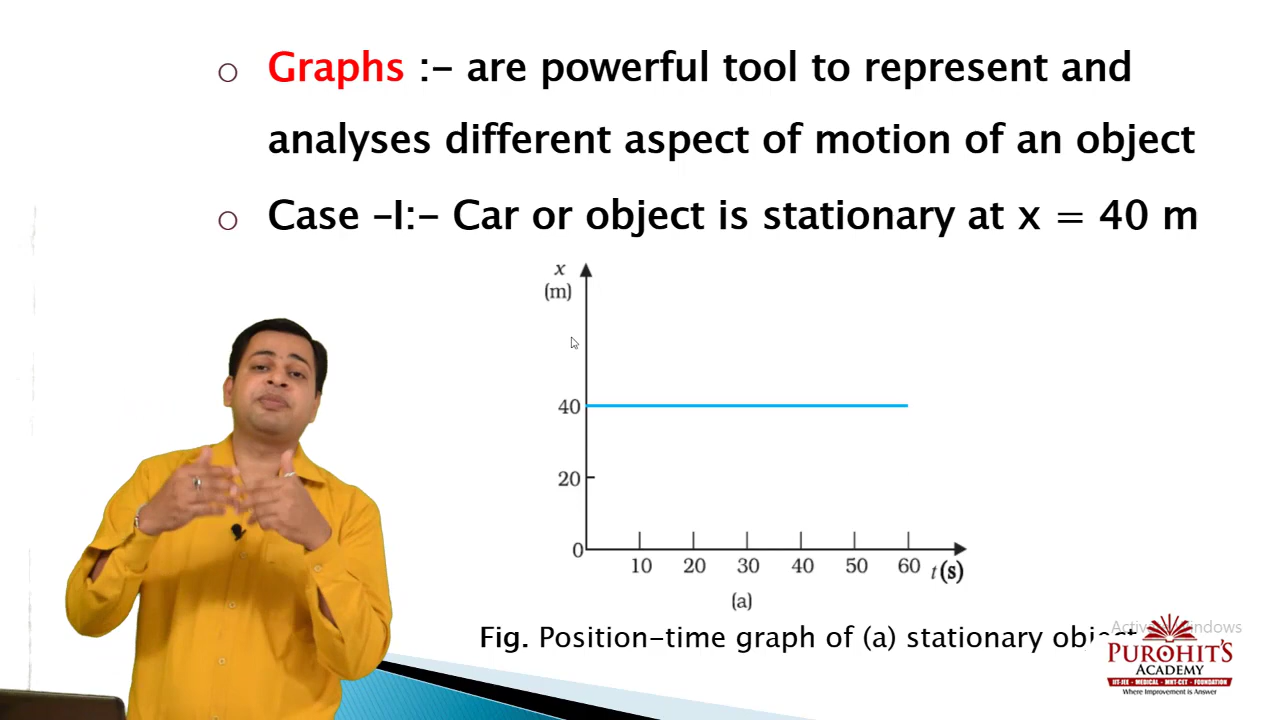 Graphs :- are powerful tool to represent and
analyses different aspect of motion of an object
Case -I:- Car or object is stationary at x = 40 m
x
(m)
40
20
0
10 20 30 40 50 60 t(s)
(a)
Fig. Position-time graph of (a) stationary object
Activate Windows
PUROHIT'S
ACADEMY
IIT-JEE - MEDICAL - MHT-CET - FOUNDATION
Where Improvement is Answer